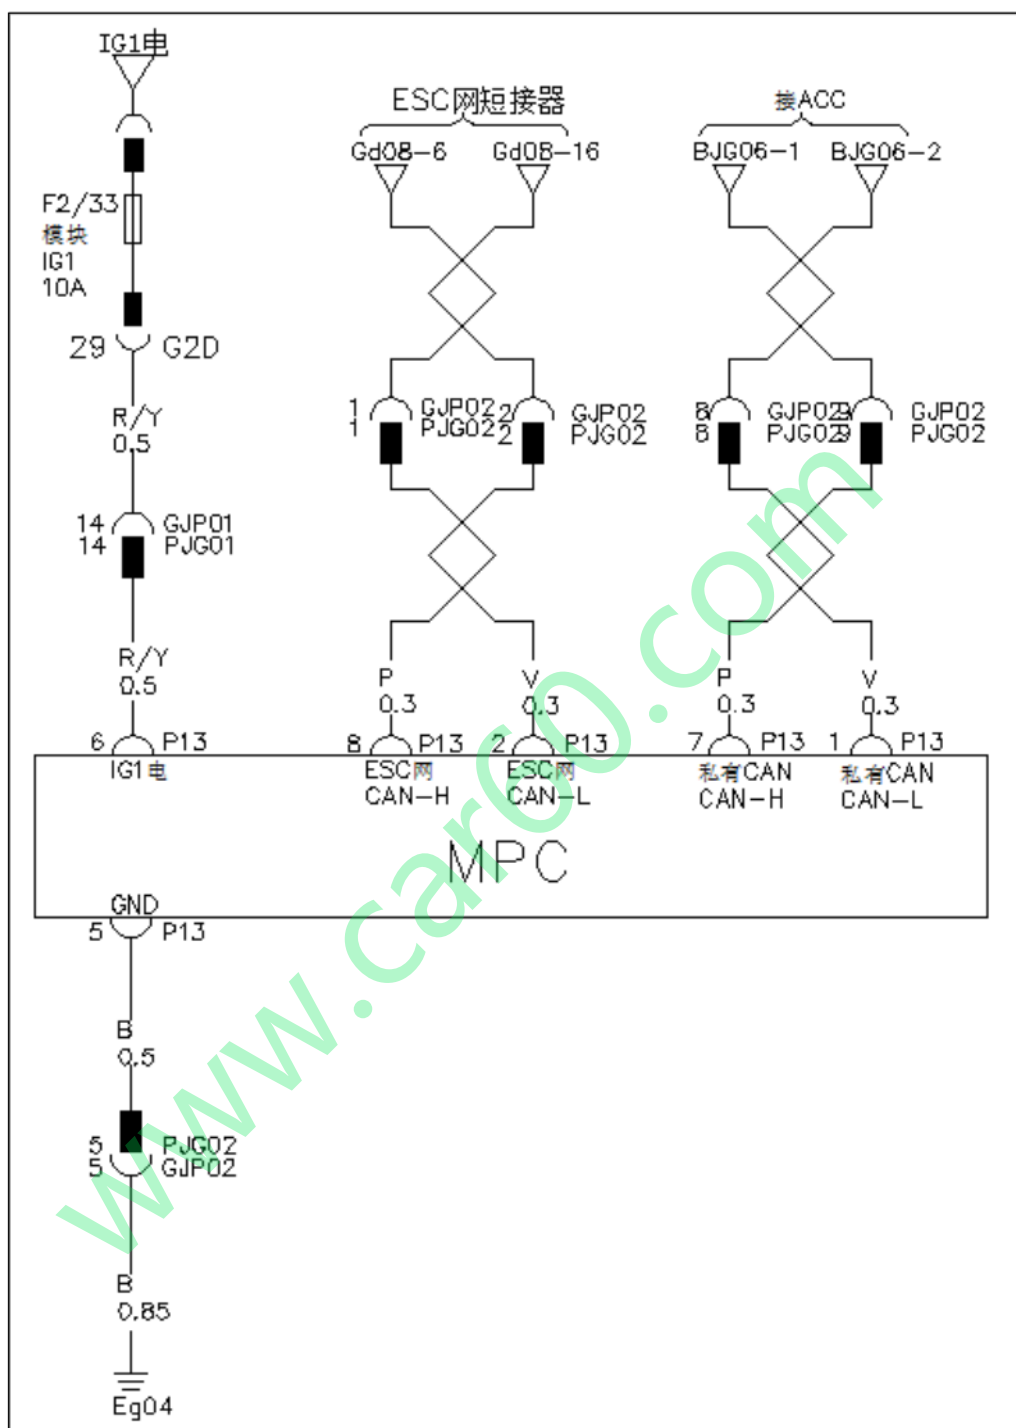 IG1电
ESC网短接器
接ACC
Gd08-6
Gd08-16
BJG06-1
BJG06-2
F2/33
模块
IG1
10A
29
G2D
R/Y
0.5
1
GJP02
1
PJG02
2
GJP02
2
PJG02
8
GJP02
8
PJG02
9
GJP02
9
PJG02
14
GJP01
14
PJG01
R/Y
0.5
P
0.3
V
0.3
P
0.3
V
0.3
6
P13
8
P13
2
P13
7
P13
1
P13
IG1电
ESC网
CAN-H
ESC网
CAN-L
私有CAN
CAN-H
私有CAN
CAN-L
MPC
GND
5
P13
B
0.5
5
PJG02
5
GJP02
B
0.85
Eg04
www.car60.com